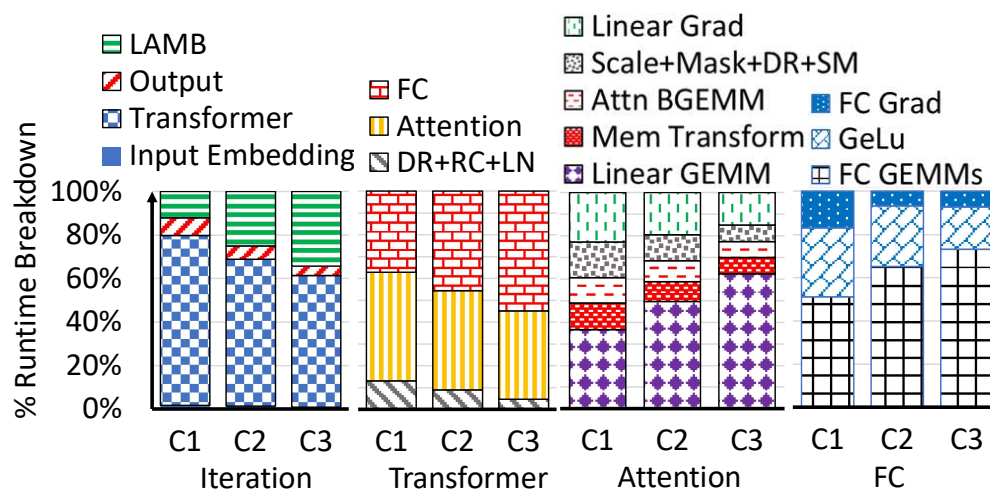 LAMB
Output
Transformer
Input Embedding
FC
Attention
DR+RC+LN
Linear Grad
Scale+Mask+DR+SM
Attn BGEMM
Mem Transform
Linear GEMM
FC Grad
GeLu
FC GEMMs
% Runtime Breakdown
100%
80%
60%
40%
20%
0%
C1 C2 C3 C1 C2 C3 C1 C2 C3 C1 C2 C3
Iteration Transformer Attention FC